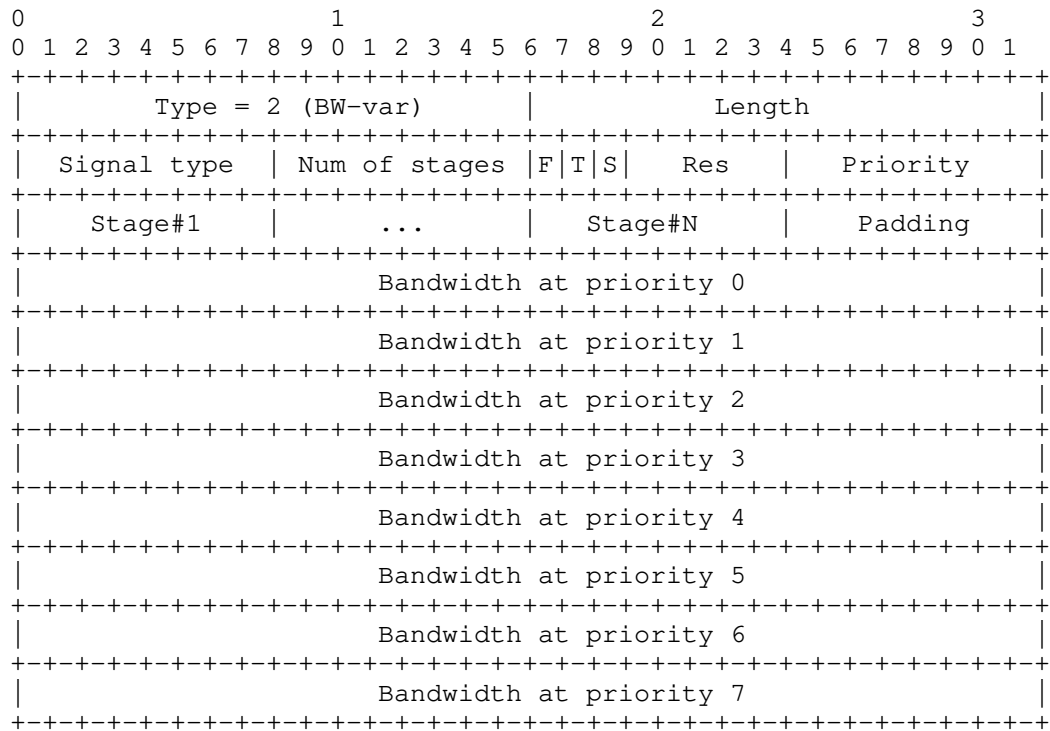 0                   1                   2                   3
0 1 2 3 4 5 6 7 8 9 0 1 2 3 4 5 6 7 8 9 0 1 2 3 4 5 6 7 8 9 0 1
+-+-+-+-+-+-+-+-+-+-+-+-+-+-+-+-+-+-+-+-+-+-+-+-+-+-+-+-+-+-+-+-+
|        Type = 2 (BW-var)       |           Length              |
+-+-+-+-+-+-+-+-+-+-+-+-+-+-+-+-+-+-+-+-+-+-+-+-+-+-+-+-+-+-+-+-+
|  Signal type  | Num of stages |F|T|S|   Res   |   Priority    |
+-+-+-+-+-+-+-+-+-+-+-+-+-+-+-+-+-+-+-+-+-+-+-+-+-+-+-+-+-+-+-+-+
|    Stage#1    |      ...      |   Stage#N     |    Padding    |
+-+-+-+-+-+-+-+-+-+-+-+-+-+-+-+-+-+-+-+-+-+-+-+-+-+-+-+-+-+-+-+-+
|                      Bandwidth at priority 0                  |
+-+-+-+-+-+-+-+-+-+-+-+-+-+-+-+-+-+-+-+-+-+-+-+-+-+-+-+-+-+-+-+-+
|                      Bandwidth at priority 1                  |
+-+-+-+-+-+-+-+-+-+-+-+-+-+-+-+-+-+-+-+-+-+-+-+-+-+-+-+-+-+-+-+-+
|                      Bandwidth at priority 2                  |
+-+-+-+-+-+-+-+-+-+-+-+-+-+-+-+-+-+-+-+-+-+-+-+-+-+-+-+-+-+-+-+-+
|                      Bandwidth at priority 3                  |
+-+-+-+-+-+-+-+-+-+-+-+-+-+-+-+-+-+-+-+-+-+-+-+-+-+-+-+-+-+-+-+-+
|                      Bandwidth at priority 4                  |
+-+-+-+-+-+-+-+-+-+-+-+-+-+-+-+-+-+-+-+-+-+-+-+-+-+-+-+-+-+-+-+-+
|                      Bandwidth at priority 5                  |
+-+-+-+-+-+-+-+-+-+-+-+-+-+-+-+-+-+-+-+-+-+-+-+-+-+-+-+-+-+-+-+-+
|                      Bandwidth at priority 6                  |
+-+-+-+-+-+-+-+-+-+-+-+-+-+-+-+-+-+-+-+-+-+-+-+-+-+-+-+-+-+-+-+-+
|                      Bandwidth at priority 7                  |
+-+-+-+-+-+-+-+-+-+-+-+-+-+-+-+-+-+-+-+-+-+-+-+-+-+-+-+-+-+-+-+-+